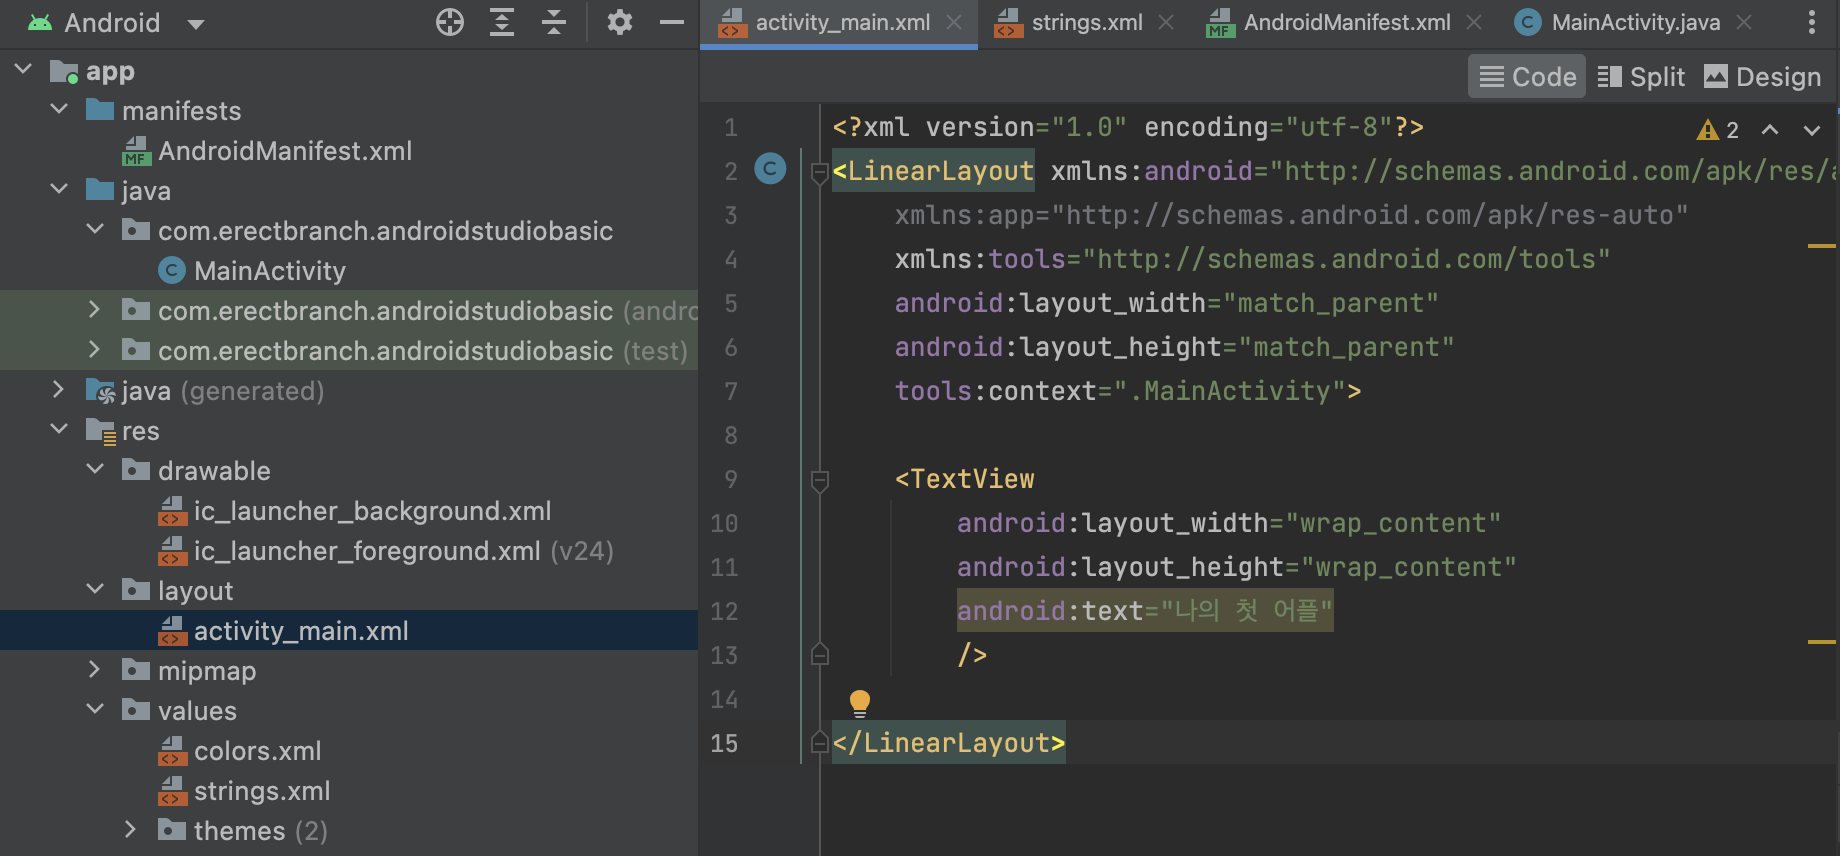 Android
app
manifests
AndroidManifest.xml
java
com.erectbranch.androidstudiobasic
MainActivity
com.erectbranch.androidstudiobasic (andro
com.erectbranch.androidstudiobasic (test)
java (generated)
res
drawable
ic_launcher_background.xml
ic_launcher_foreground.xml (v24)
layout
activity_main.xml
mipmap
values
colors.xml
strings.xml
themes (2)
activity_main.xml strings.xml AndroidManifest.xml MainActivity.java
Code Split Design
2
1 <?xml version="1.0" encoding="utf-8"?>
2 <LinearLayout xmlns:android="http://schemas.android.com/apk/res/a
3 xmlns:app="http://schemas.android.com/apk/res-auto"
4 xmlns:tools="http://schemas.android.com/tools"
5 android:layout_width="match_parent"
6 android:layout_height="match_parent"
7 tools:context=".MainActivity">
8
9 <TextView
10 android:layout_width="wrap_content"
11 android:layout_height="wrap_content"
12 android:text="나의 첫 어플"
13 />
14
15 </LinearLayout>